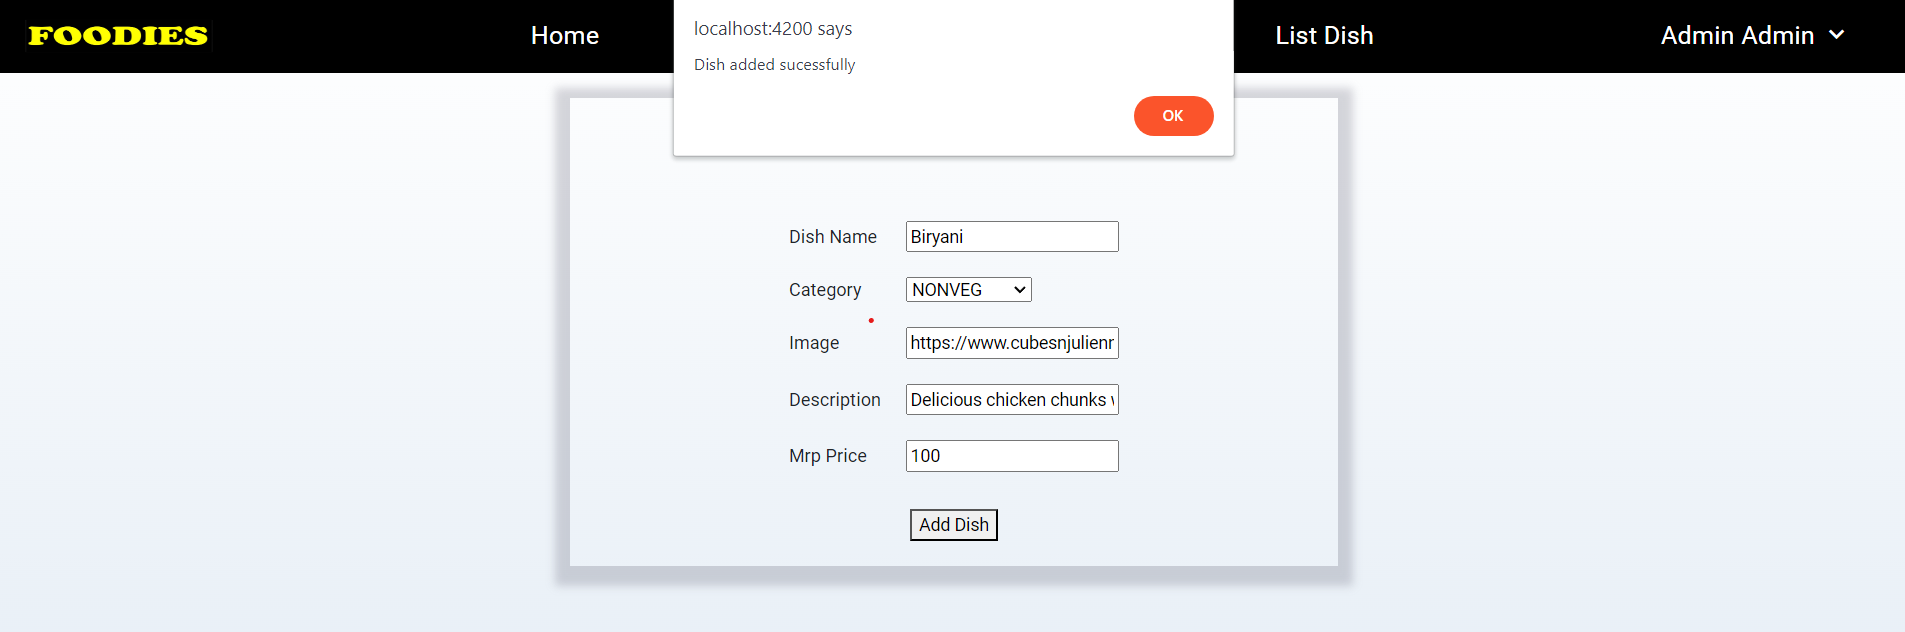 FOODIES
Home
List Dish
Admin Admin
localhost:4200 says
Dish added sucessfully
OK
Dish Name Biryani
Category NONVEG
Image https://www.cubesnjulien
Description Delicious chicken chunks
Mrp Price 100
Add Dish